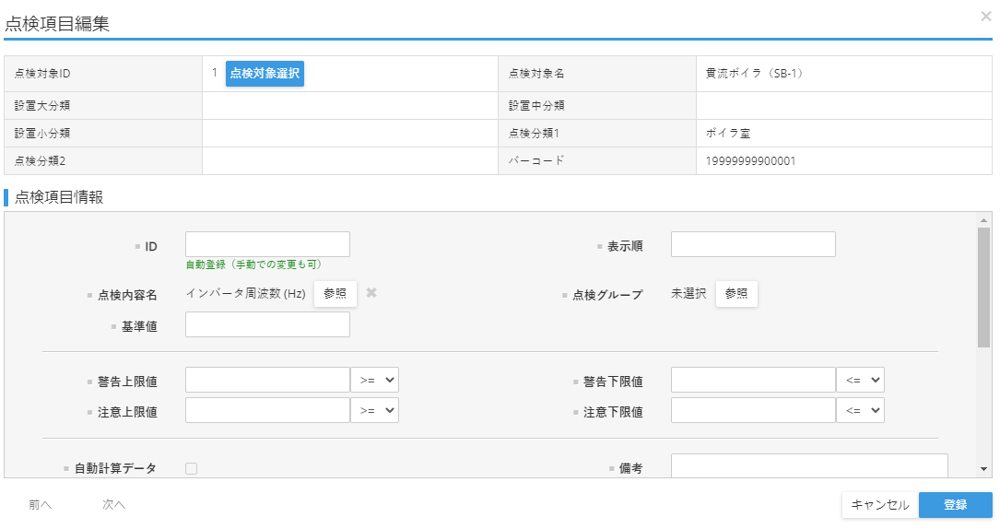 点検項目編集
×
点検対象ID 1 点検対象選択 点検対象名 貫流ボイラ（SB-1）
設置大分類 設置中分類
設置小分類 点検分類1 ボイラ室
点検分類2 バーコード 19999999900001
点検項目情報
ID 表示順
自動登録（手動での変更も可）
点検内容名 インバータ周波数 (Hz) 参照 ✖ 点検グループ 未選択 参照
基準値
警告上限値 >= 警告下限値 <=
注意上限値 >= 注意下限値 <=
自動計算データ 備考
前へ 次へ キャンセル 登録